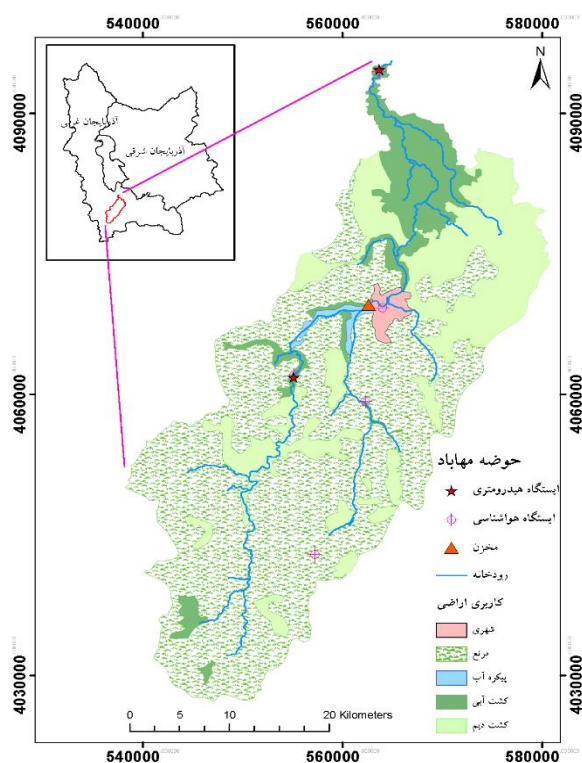 540000 560000 580000
N
آذربایجان غربی
آذربایجان شرقی
4090000 4090000
4060000 4060000
4030000 4030000
حوضه مهاباد
ایستگاه هیدرومتری
ایستگاه هواشناسی
مخزن
رودخانه
کاربری اراضی
شهری
مرتع
پیکره آب
کشت آبی
کشت دیم
0 5 10 20 Kilometers
540000 560000 580000